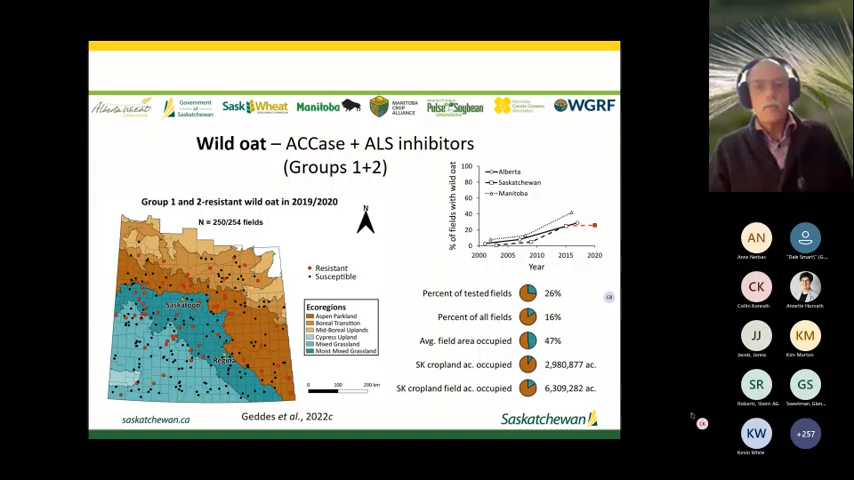 Alberta Wheat
Government
of
Saskatchewan
Sask Wheat
Manitoba
MANITOBA
CROP
ALLIANCE
MANITOBA
Pulse Soybean
GROWERS
Manitoba
Canola Growers
Association
WGRF
Wild oat – ACCase + ALS inhibitors
(Groups 1+2)
Group 1 and 2-resistant wild oat in 2019/2020
N = 250/254 fields
N
Saskatoon
Regina
Resistant
Susceptible
Ecoregions
Aspen Parkland
Boreal Transition
Mid-Boreal Uplands
Cypress Upland
Mixed Grassland
Moist Mixed Grassland
0 100 200 km
% of fields with wild oat
100
80
60
40
20
0
2000 2005 2010 2015 2020
Year
Alberta
Saskatchewan
Manitoba
Percent of tested fields 26%
Percent of all fields 16%
Avg. field area occupied 47%
SK cropland ac. occupied 2,980,877 ac.
SK cropland field ac. occupied 6,309,282 ac.
saskatchewan.ca
Geddes et al., 2022c
Saskatchewan
CK
AN
Anne Nerbas
"Dale Smart\" (G...
CK
Collin Konrath
Annette Horvath
JJ
Jacob, Jonna
KM
Kim Morton
SR
Roberts, Sherri AG
GS
Sweetman, Glen...
KW
Kevin White
+257